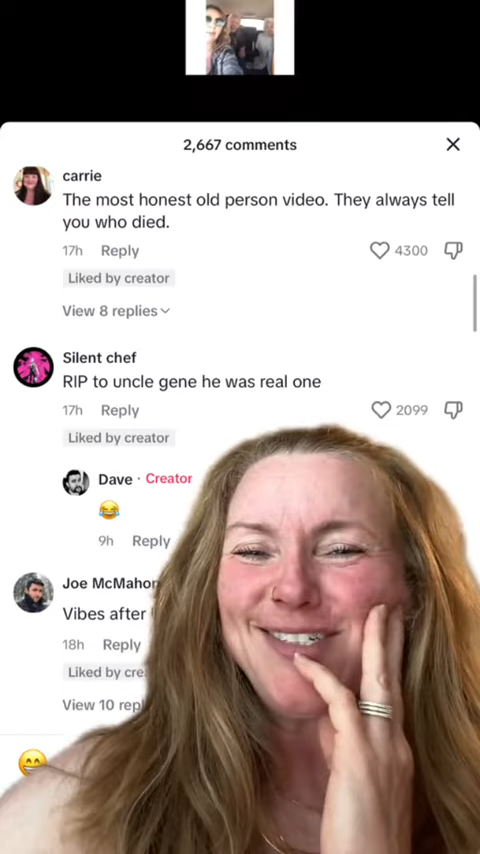 2,667 comments
carrie
The most honest old person video. They always tell
you who died.
17h Reply 4300
Liked by creator
View 8 replies
Silent chef
RIP to uncle gene he was real one
17h Reply 2099
Liked by creator
Dave · Creator
😂
9h Reply
Joe McMahon
Vibes after
18h Reply
Liked by cre
View 10 repl
😁